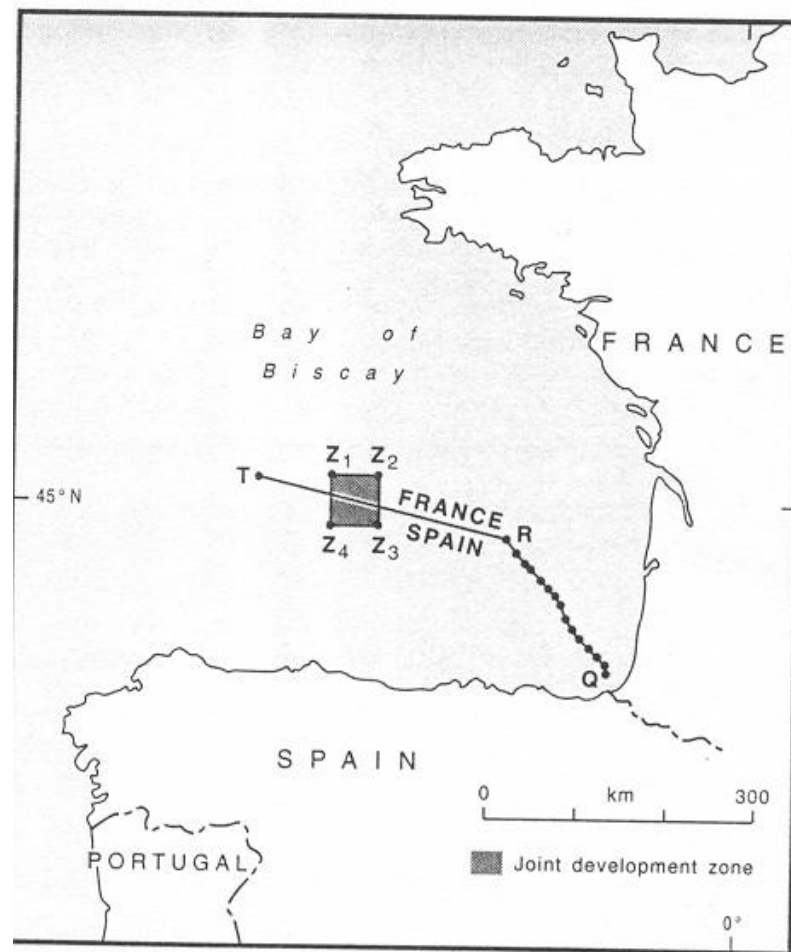 Bay of
Biscay
FRANCE
T
Z1 Z2
45°N
FRANCE
SPAIN
R
Z4 Z3
Q
SPAIN
0 km 300
PORTUGAL
Joint development zone
0°